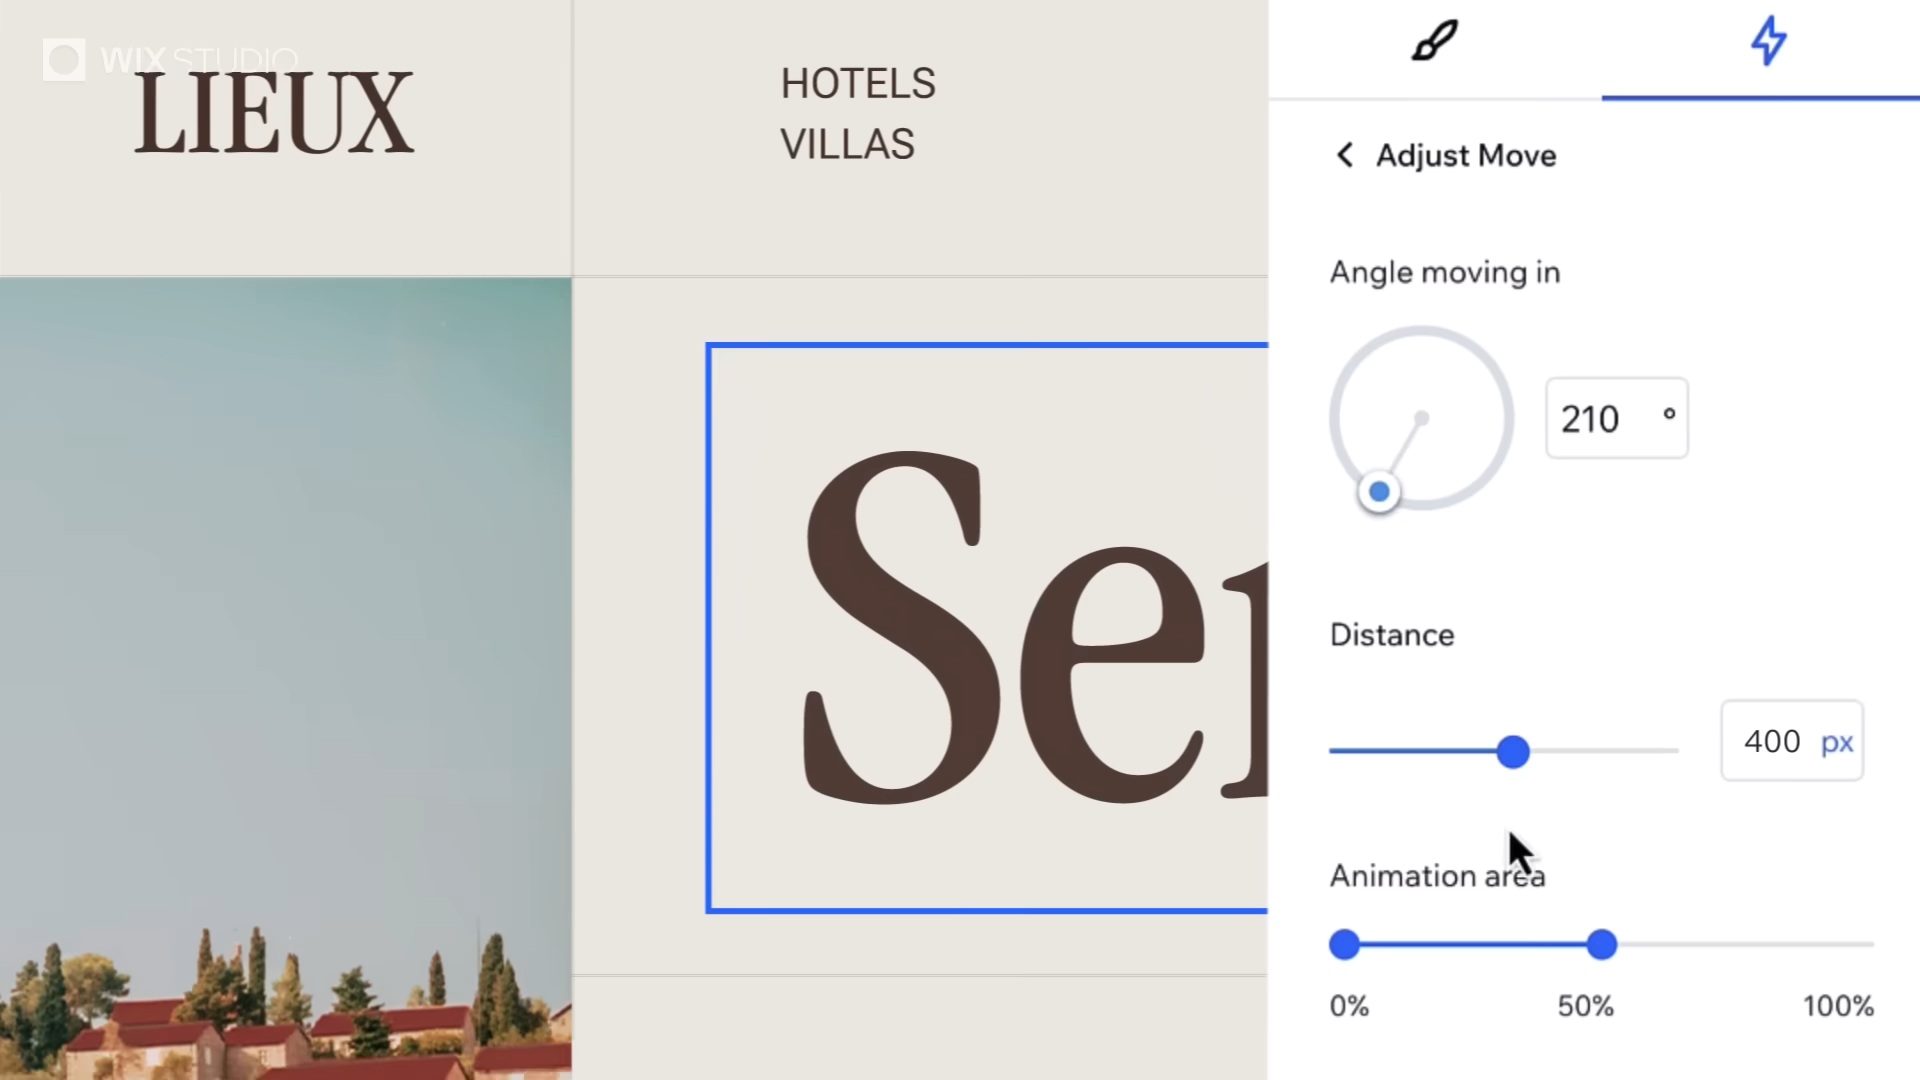 WIX STUDIO
LIEUX
HOTELS
VILLAS
Ser
Adjust Move
Angle moving in
210 °
Distance
400 px
Animation area
0% 50% 100%